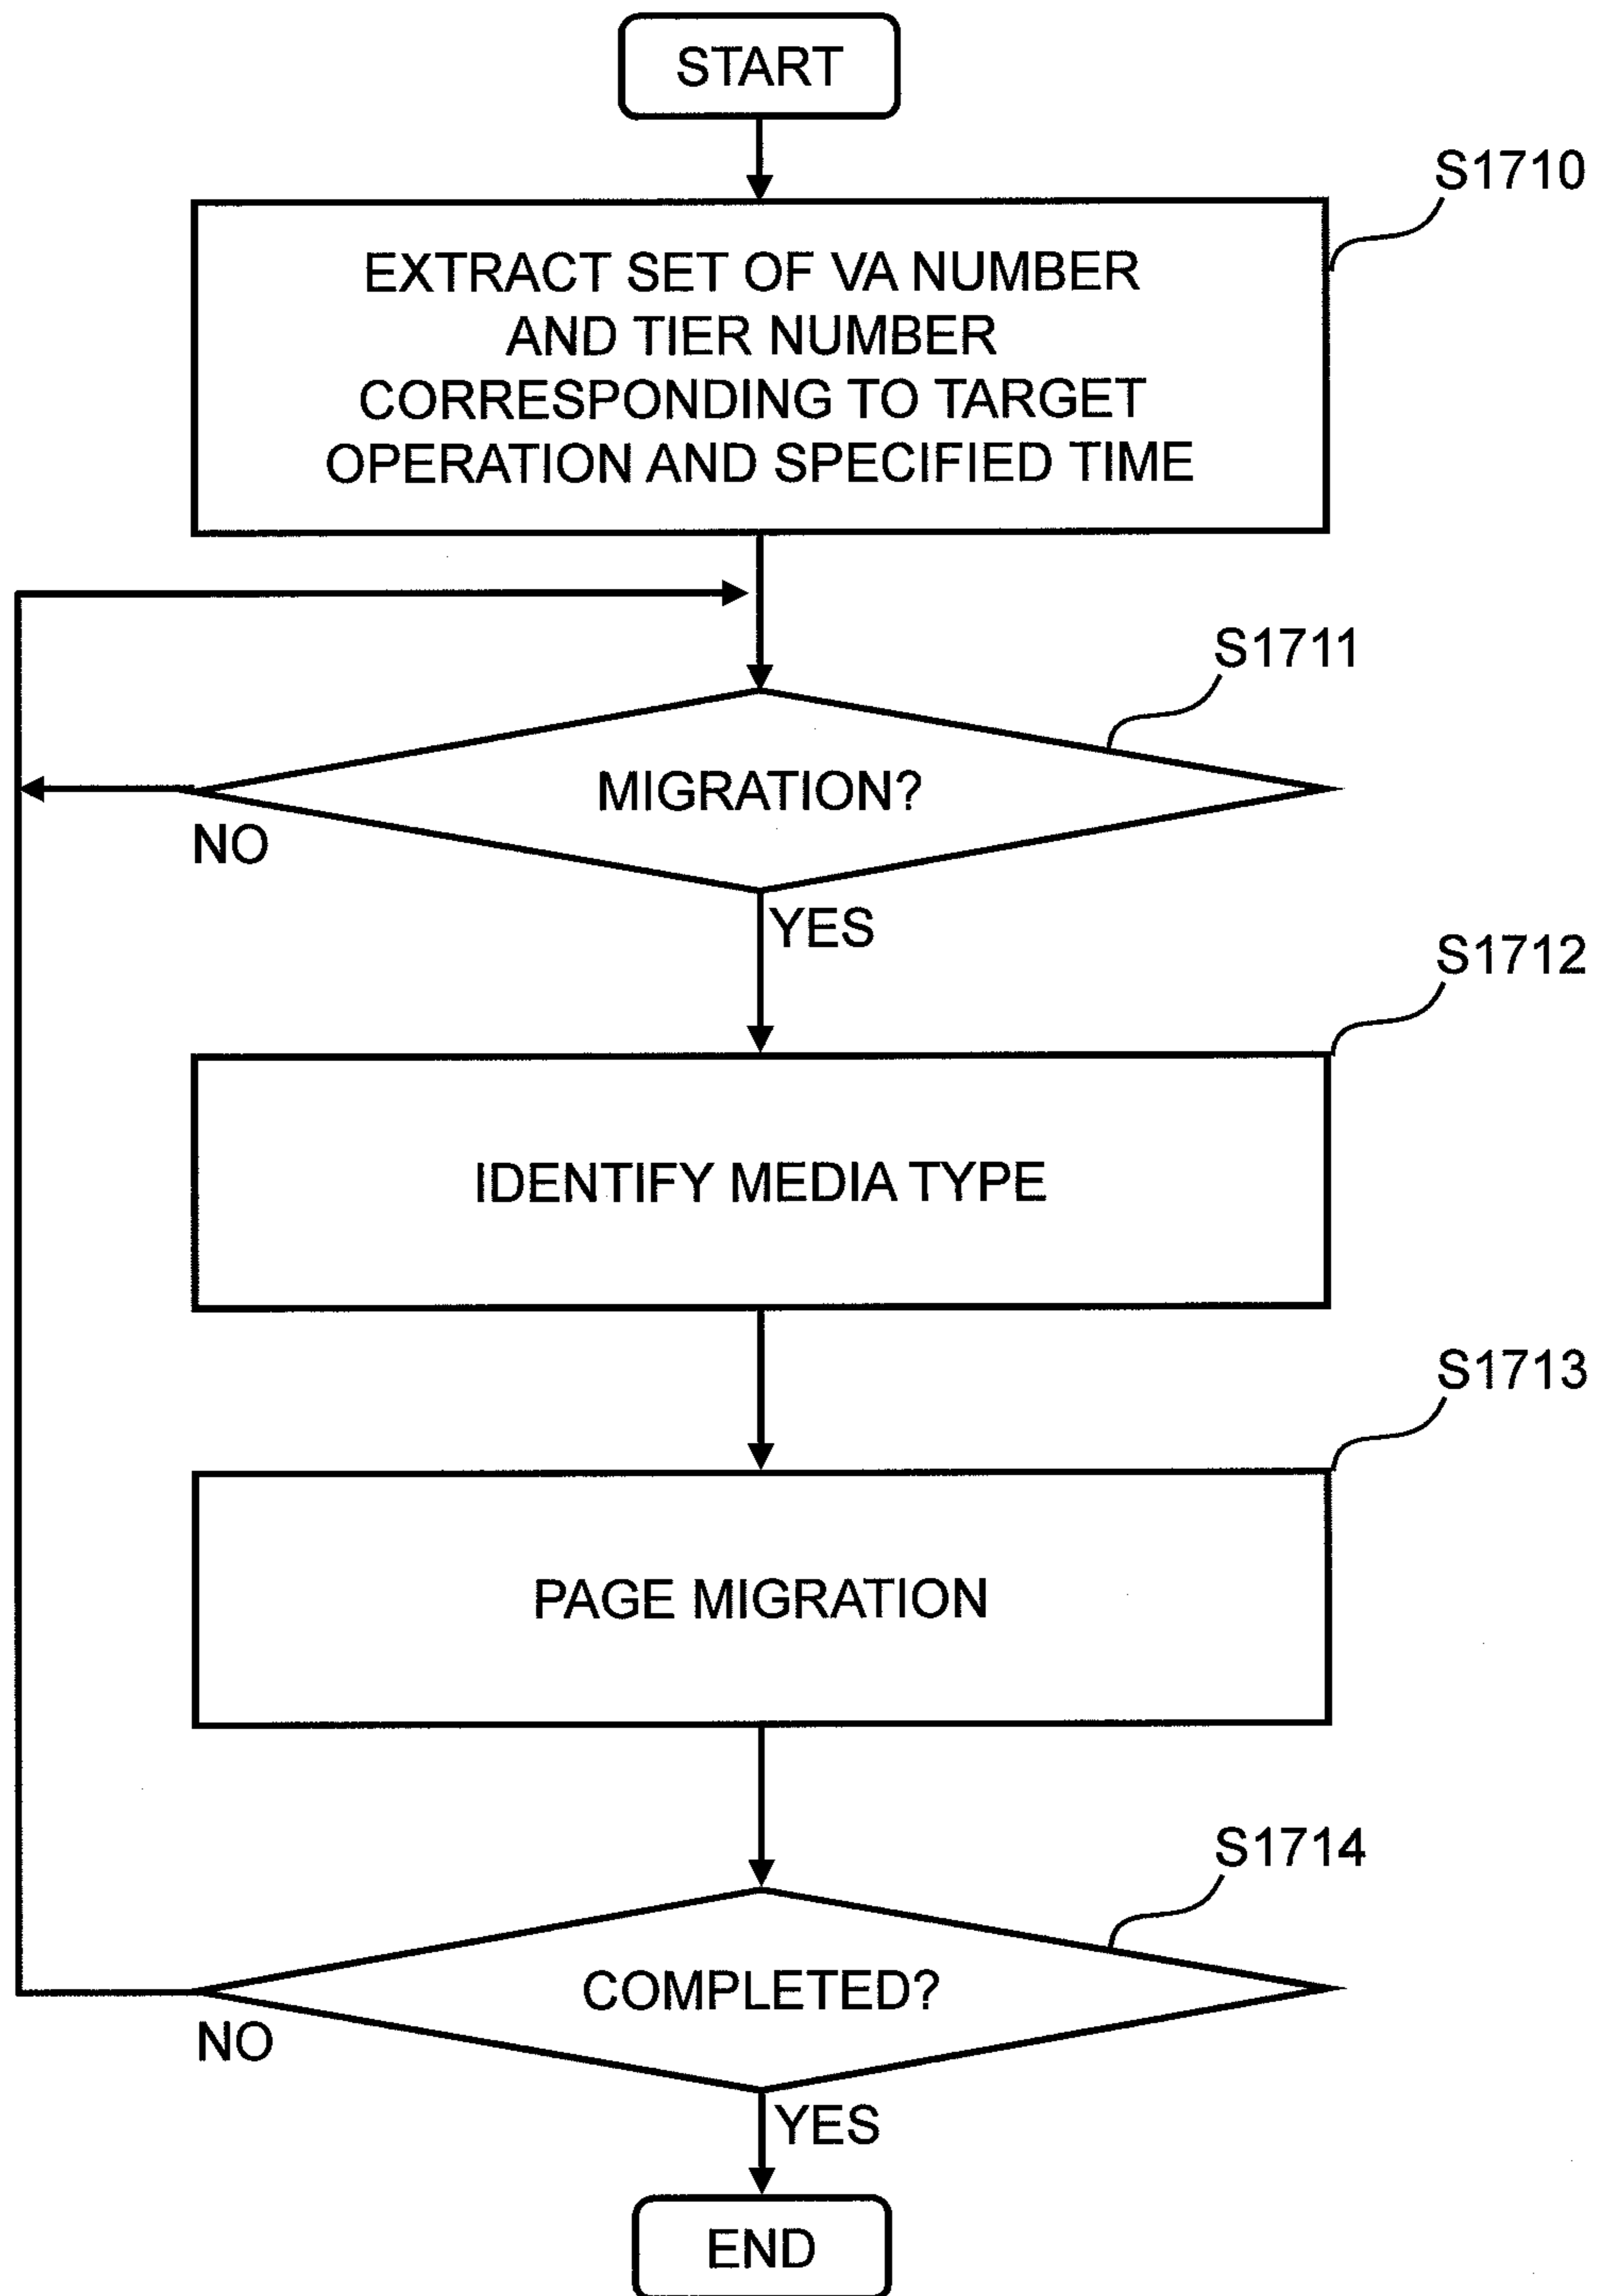 START
S1710
EXTRACT SET OF VA NUMBER
AND TIER NUMBER
CORRESPONDING TO TARGET
OPERATION AND SPECIFIED TIME
S1711
MIGRATION?
NO
YES
S1712
IDENTIFY MEDIA TYPE
S1713
PAGE MIGRATION
S1714
COMPLETED?
NO
YES
END